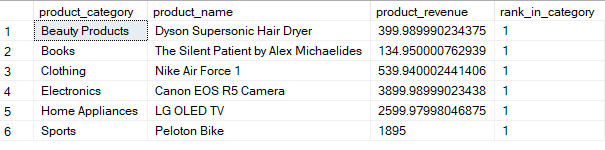 product_category product_name product_revenue rank_in_category
1 Beauty Products Dyson Supersonic Hair Dryer 399.989990234375 1
2 Books The Silent Patient by Alex Michaelides 134.950000762939 1
3 Clothing Nike Air Force 1 539.940002441406 1
4 Electronics Canon EOS R5 Camera 3899.98999023438 1
5 Home Appliances LG OLED TV 2599.97998046875 1
6 Sports Peloton Bike 1895 1